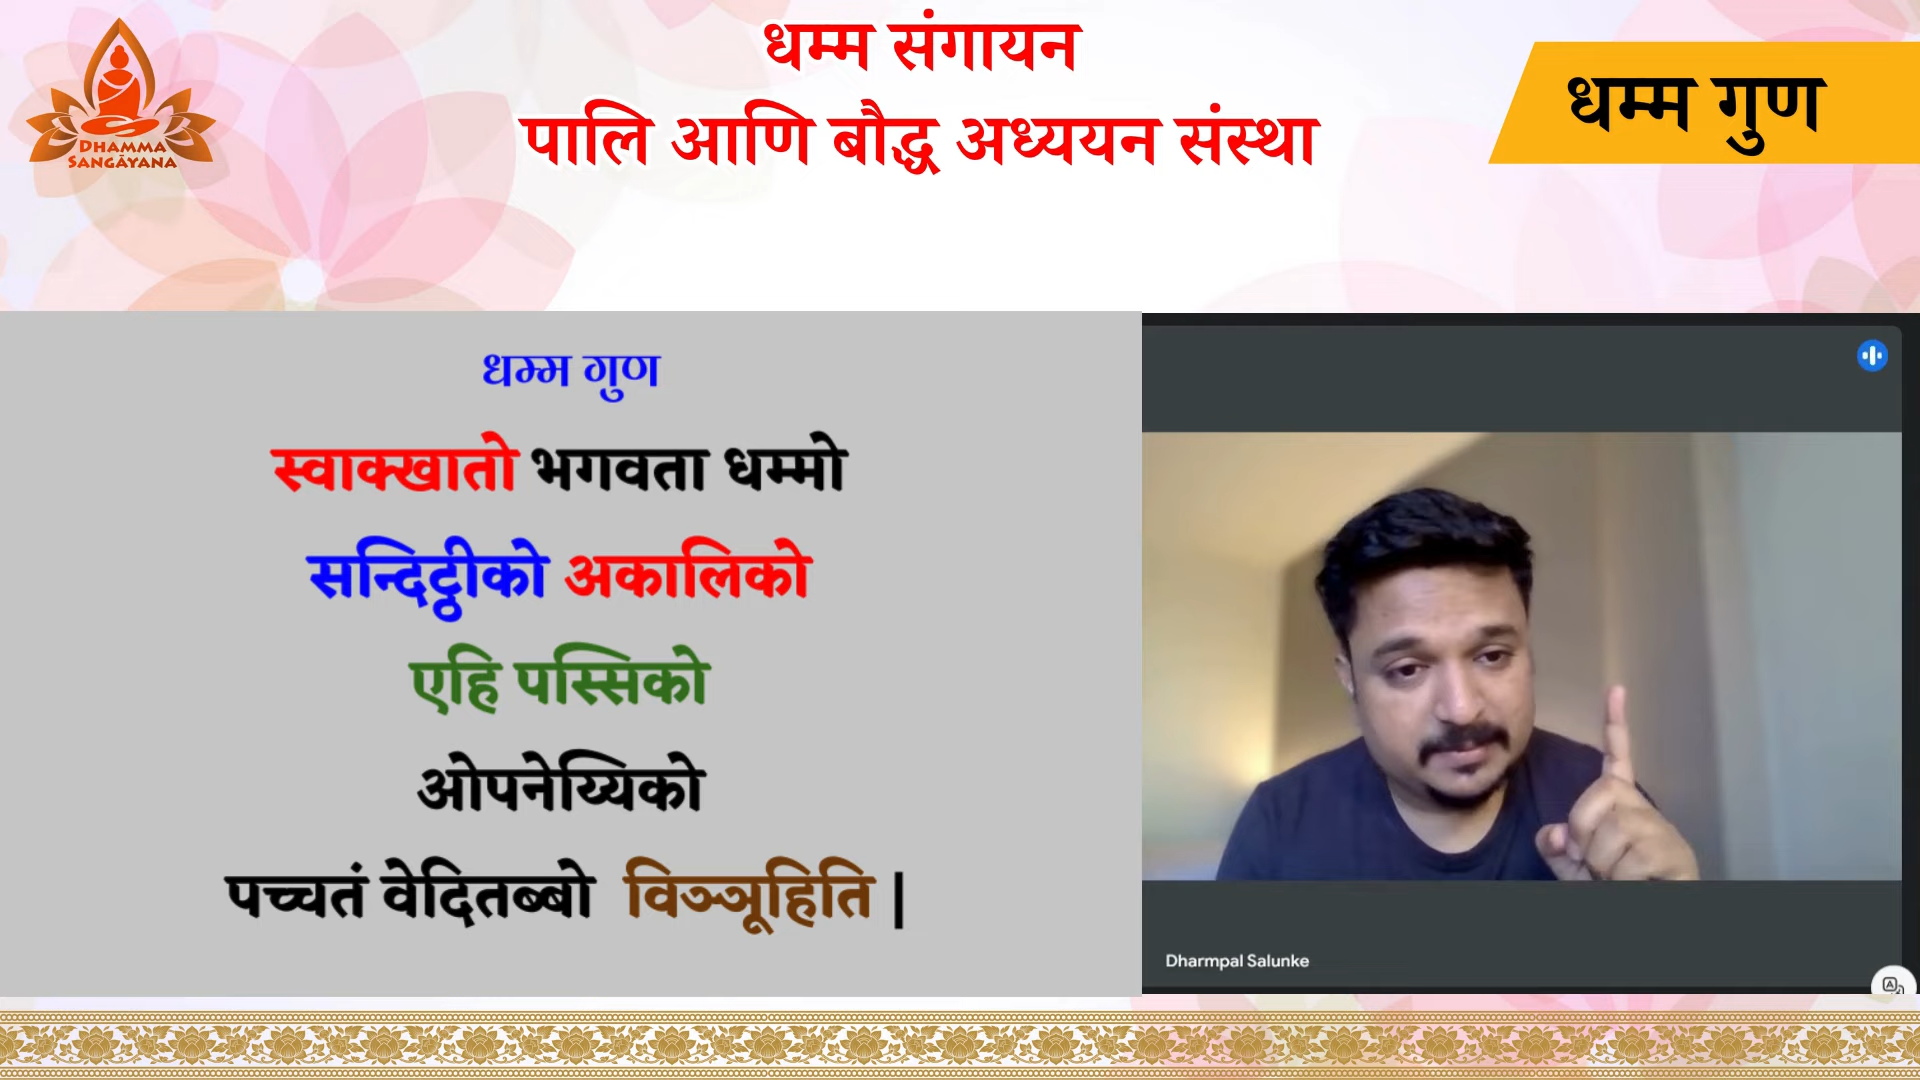 DHAMMA
SANGĀYANA
धम्म संगायन
पालि आणि बौद्ध अध्ययन संस्था
धम्म गुण
धम्म गुण
स्वाक्खातो भगवता धम्मो
सन्दिट्ठीको अकालिको
एहि पस्सिको
ओपनेय्यिको
पच्चतं वेदितब्बो विञ्ञूहिति |
Dharmpal Salunke